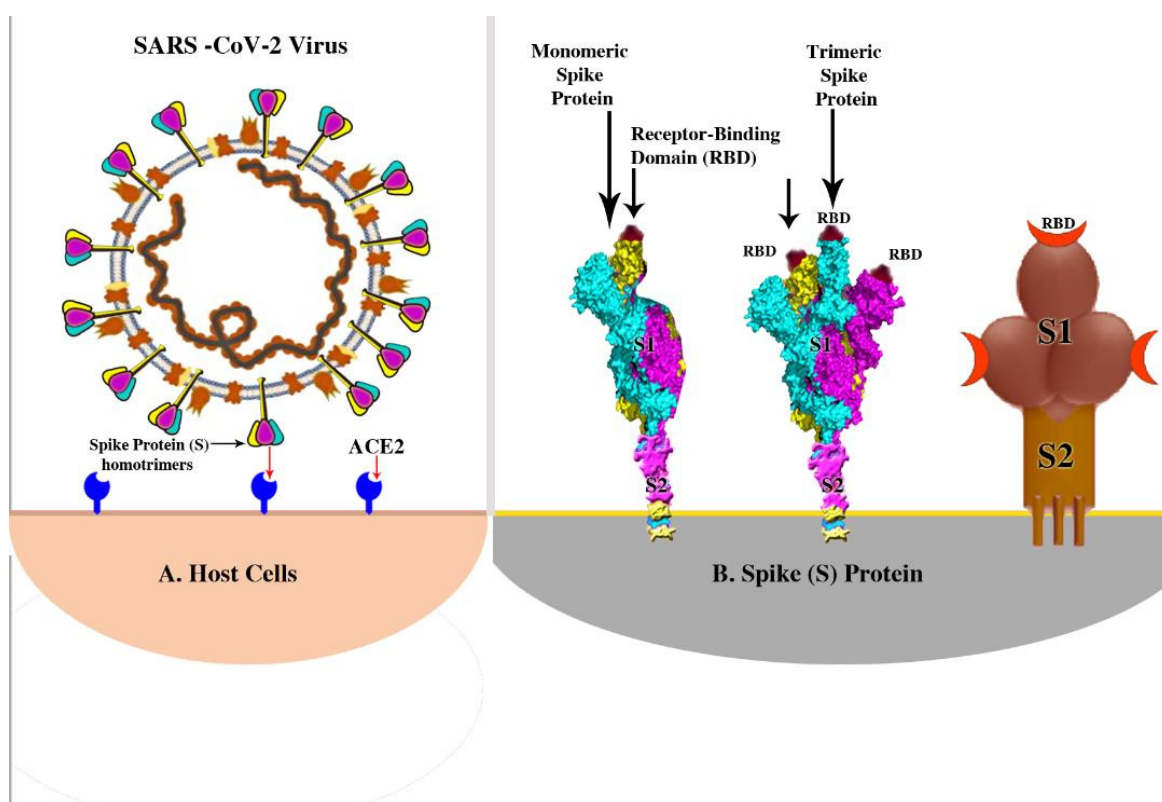 SARS -CoV-2 Virus
Spike Protein (S)
homotrimers
ACE2
A. Host Cells
Monomeric
Spike
Protein
Receptor-Binding
Domain (RBD)
Trimeric
Spike
Protein
RBD
RBD
RBD
S1
S2
S1
S2
RBD
S1
S2
B. Spike (S) Protein